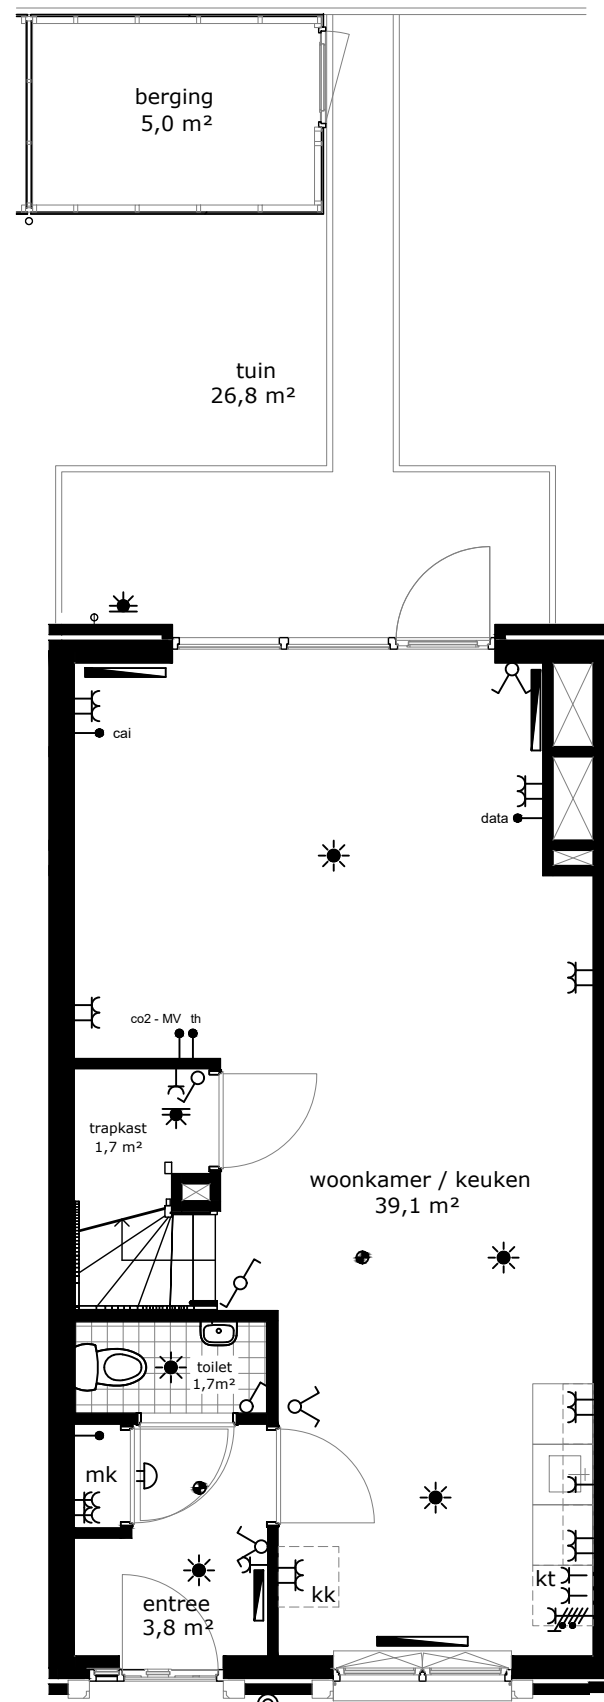 berging
5,0 m²
tuin
26,8 m²
cai
data
co2 - MV th
trapkast
1,7 m²
woonkamer / keuken
39,1 m²
toilet
1,7m²
mk
kk
kt
entree
3,8 m²